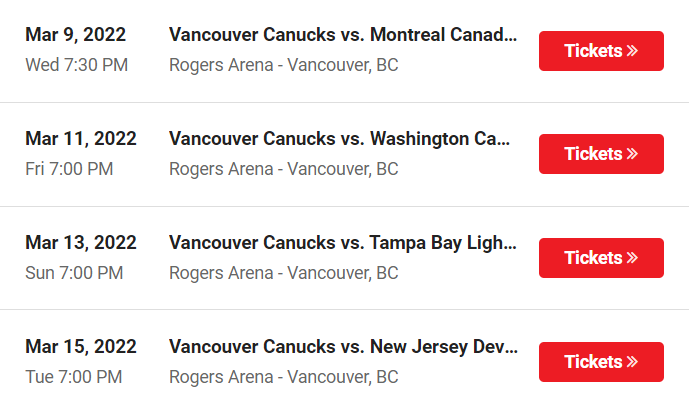 Mar 9, 2022 Vancouver Canucks vs. Montreal Canad... Tickets »
Wed 7:30 PM Rogers Arena - Vancouver, BC
Mar 11, 2022 Vancouver Canucks vs. Washington Ca... Tickets »
Fri 7:00 PM Rogers Arena - Vancouver, BC
Mar 13, 2022 Vancouver Canucks vs. Tampa Bay Ligh... Tickets »
Sun 7:00 PM Rogers Arena - Vancouver, BC
Mar 15, 2022 Vancouver Canucks vs. New Jersey Dev... Tickets »
Tue 7:00 PM Rogers Arena - Vancouver, BC